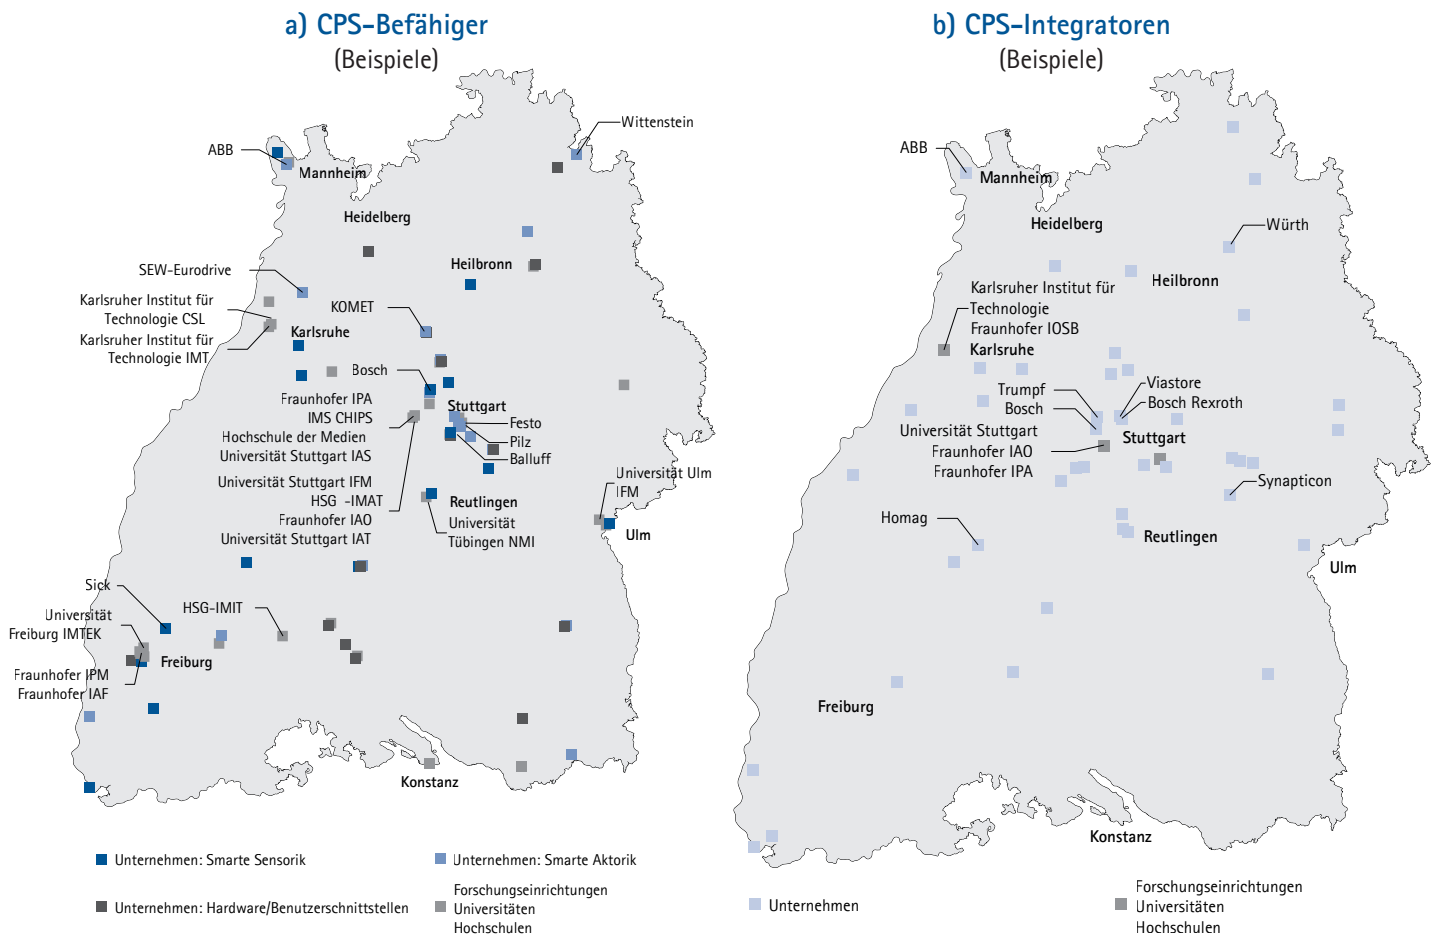 a) CPS-Befähiger
(Beispiele)
Wittenstein
ABB
Mannheim
Heidelberg
Heilbronn
SEW-Eurodrive
Karlsruher Institut für
Technologie CSL
KOMET
Karlsruhe
Karlsruher Institut für
Technologie IMT
Bosch
Fraunhofer IPA
IMS CHIPS
Stuttgart
Festo
Hochschule der Medien
Universität Stuttgart IAS
Pilz
Balluff
Universität Stuttgart IFM
HSG -IMAT
Fraunhofer IAO
Universität Stuttgart IAT
Reutlingen
Universität
Tübingen NMI
Universität Ulm
IFM
Ulm
Sick
Universität
Freiburg IMTEK
HSG-IMIT
Freiburg
Fraunhofer IPM
Fraunhofer IAF
Konstanz
Unternehmen: Smarte Sensorik
Unternehmen: Smarte Aktorik
Unternehmen: Hardware/Benutzerschnittstellen
Forschungseinrichtungen
Universitäten
Hochschulen
b) CPS-Integratoren
(Beispiele)
ABB
Mannheim
Heidelberg
Würth
Heilbronn
Karlsruher Institut für
Technologie
Fraunhofer IOSB
Karlsruhe
Trumpf
Bosch
Viastore
Bosch Rexroth
Universität Stuttgart
Fraunhofer IAO
Fraunhofer IPA
Stuttgart
Synapticon
Homag
Reutlingen
Ulm
Freiburg
Konstanz
Unternehmen
Forschungseinrichtungen
Universitäten
Hochschulen